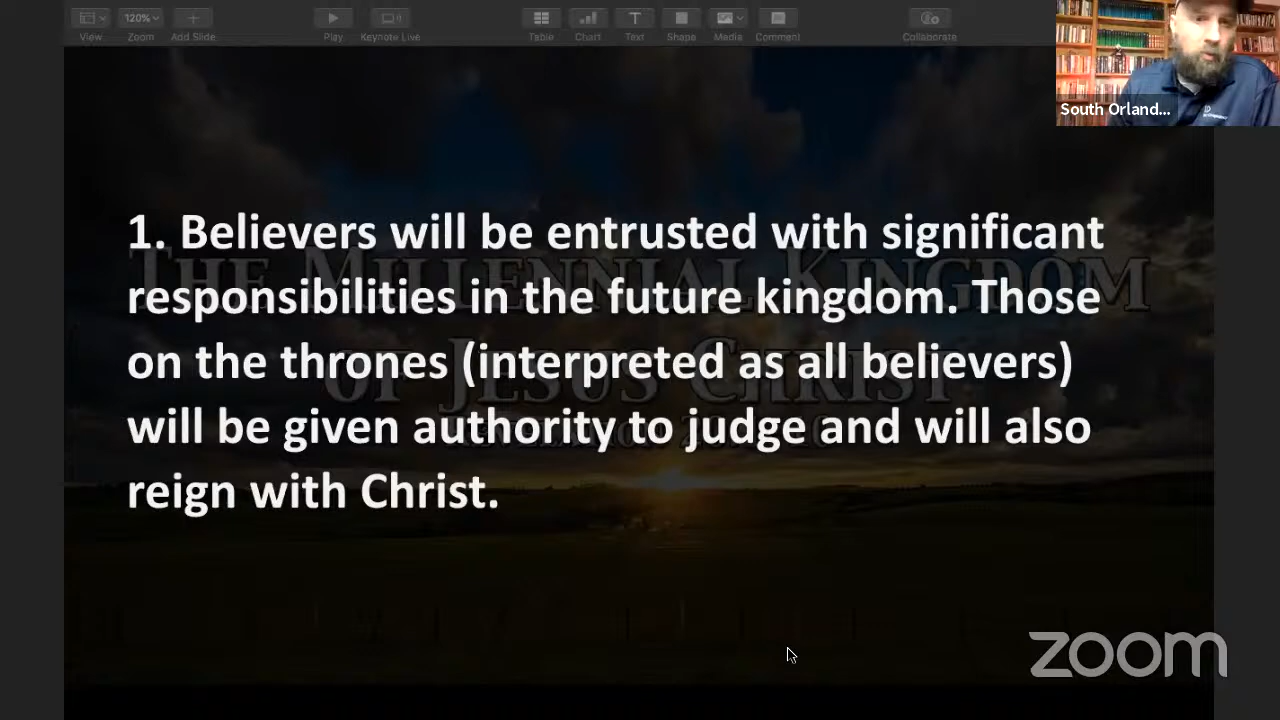 120%
View
Zoom
Add Slide
Play
Keynote Live
Table
Chart
Text
Shape
Media
Comment
Collaborate
South Orland...
1. Believers will be entrusted with significant
responsibilities in the future kingdom. Those
on the thrones (interpreted as all believers)
will be given authority to judge and will also
reign with Christ.
The Millennial Kingdom
of Jesus Christ
zoom